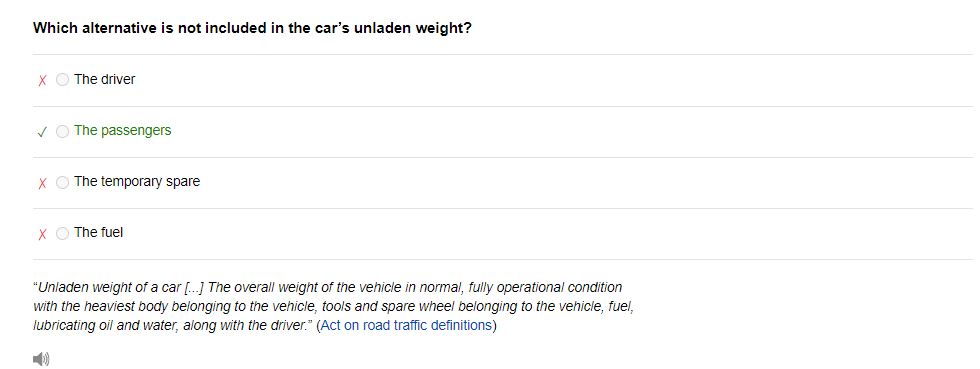 Which alternative is not included in the car’s unladen weight?
✗ The driver
✓ The passengers
✗ The temporary spare
✗ The fuel
“Unladen weight of a car [...] The overall weight of the vehicle in normal, fully operational condition
with the heaviest body belonging to the vehicle, tools and spare wheel belonging to the vehicle, fuel,
lubricating oil and water, along with the driver.” (Act on road traffic definitions)